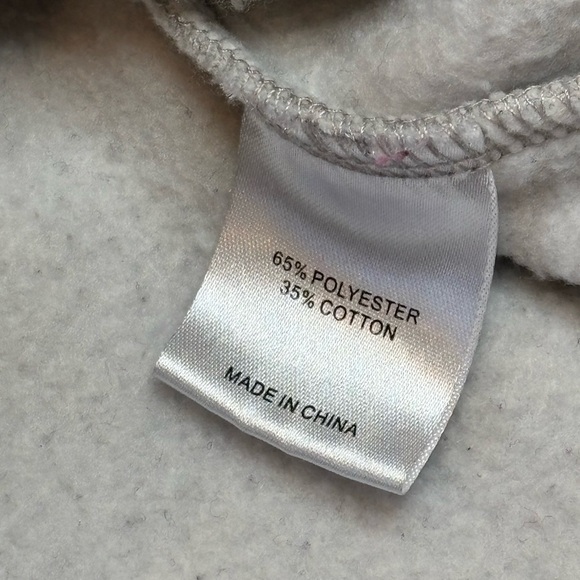 65% POLYESTER
35% COTTON
MADE IN CHINA